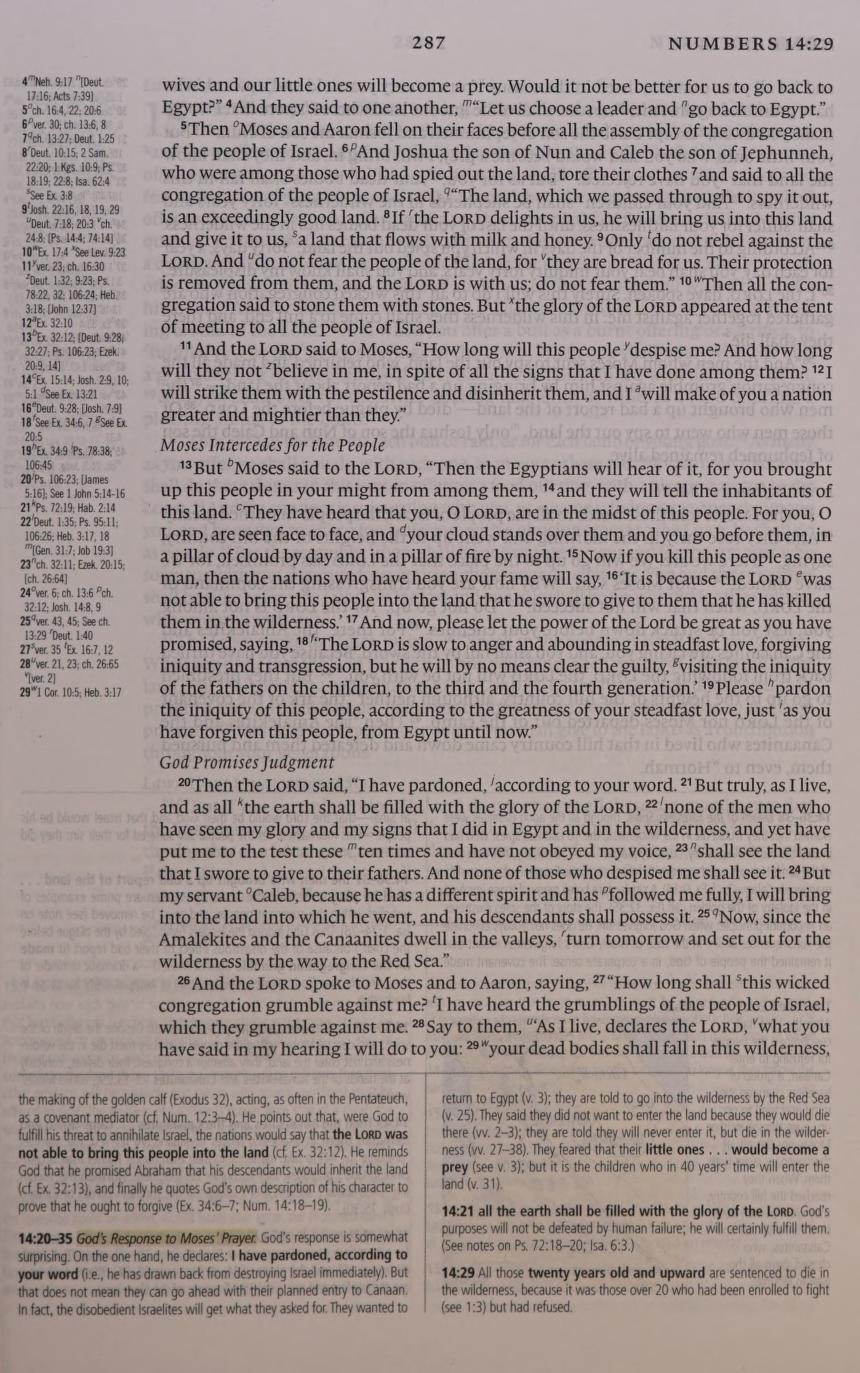 287 NUMBERS 14:29
4 m Neh. 9:17 n [Deut.
17:16; Acts 7:39]
5 o ch. 16:4, 22; 20:6
6 p ver. 30; ch. 13:6, 8
7 q ch. 13:27; Deut. 1:25
8 r Deut. 10:15; 2 Sam.
22:20; 1 Kgs. 10:9; Ps.
18:19; 22:8; Isa. 62:4
s See Ex. 3:8
9 t Josh. 22:16, 18, 19, 29
u Deut. 7:18; 20:3 v ch.
24:8; [Ps. 14:4; 74:14]
10 w Ex. 17:4 x See Lev. 9:23
11 y ver. 23; ch. 16:30
z Deut. 1:32; 9:23; Ps.
78:22, 32; 106:24; Heb.
3:18; [John 12:37]
12 a Ex. 32:10
13 b Ex. 32:12; [Deut. 9:28;
32:27; Ps. 106:23; Ezek.
20:9, 14]
14 c Ex. 15:14; Josh. 2:9, 10;
5:1 d See Ex. 13:21
16 e Deut. 9:28; [Josh. 7:9]
18 f See Ex. 34:6, 7 g See Ex.
20:5
19 h Ex. 34:9 i Ps. 78:38;
106:45
20 j Ps. 106:23; [James
5:16]; See 1 John 5:14-16
21 k Ps. 72:19; Hab. 2:14
22 l Deut. 1:35; Ps. 95:11;
106:26; Heb. 3:17, 18
m [Gen. 31:7; Job 19:3]
23 n ch. 32:11; Ezek. 20:15;
[ch. 26:64]
24 o ver. 6; ch. 13:6 p ch.
32:12; Josh. 14:8, 9
25 q ver. 43, 45; See ch.
13:29 r Deut. 1:40
27 s ver. 35 t Ex. 16:7, 12
28 u ver. 21, 23; ch. 26:65
v [ver. 2]
29 w 1 Cor. 10:5; Heb. 3:17
wives and our little ones will become a prey. Would it not be better for us to go back to
Egypt?” 4 And they said to one another, m “Let us choose a leader and n go back to Egypt.”
5 Then o Moses and Aaron fell on their faces before all the assembly of the congregation
of the people of Israel. 6 p And Joshua the son of Nun and Caleb the son of Jephunneh,
who were among those who had spied out the land, tore their clothes 7 and said to all the
congregation of the people of Israel, q “The land, which we passed through to spy it out,
is an exceedingly good land. 8 If r the LORD delights in us, he will bring us into this land
and give it to us, s a land that flows with milk and honey. 9 Only t do not rebel against the
LORD. And u do not fear the people of the land, for v they are bread for us. Their protection
is removed from them, and the LORD is with us; do not fear them.” 10 w Then all the con-
gregation said to stone them with stones. But x the glory of the LORD appeared at the tent
of meeting to all the people of Israel.
11 And the LORD said to Moses, “How long will this people y despise me? And how long
will they not z believe in me, in spite of all the signs that I have done among them? 12 I
will strike them with the pestilence and disinherit them, and I a will make of you a nation
greater and mightier than they.”
Moses Intercedes for the People
13 But b Moses said to the LORD, “Then the Egyptians will hear of it, for you brought
up this people in your might from among them, 14 and they will tell the inhabitants of
this land. c They have heard that you, O LORD, are in the midst of this people. For you, O
LORD, are seen face to face, and d your cloud stands over them and you go before them, in
a pillar of cloud by day and in a pillar of fire by night. 15 Now if you kill this people as one
man, then the nations who have heard your fame will say, 16 ‘It is because the LORD e was
not able to bring this people into the land that he swore to give to them that he has killed
them in the wilderness.’ 17 And now, please let the power of the Lord be great as you have
promised, saying, 18 f ‘The LORD is slow to anger and abounding in steadfast love, forgiving
iniquity and transgression, but he will by no means clear the guilty, g visiting the iniquity
of the fathers on the children, to the third and the fourth generation.’ 19 Please h pardon
the iniquity of this people, according to the greatness of your steadfast love, just i as you
have forgiven this people, from Egypt until now.”
God Promises Judgment
20 Then the LORD said, “I have pardoned, j according to your word. 21 But truly, as I live,
and as all k the earth shall be filled with the glory of the LORD, 22 l none of the men who
have seen my glory and my signs that I did in Egypt and in the wilderness, and yet have
put me to the test these m ten times and have not obeyed my voice, 23 n shall see the land
that I swore to give to their fathers. And none of those who despised me shall see it. 24 But
my servant o Caleb, because he has a different spirit and has p followed me fully, I will bring
into the land into which he went, and his descendants shall possess it. 25 q Now, since the
Amalekites and the Canaanites dwell in the valleys, r turn tomorrow and set out for the
wilderness by the way to the Red Sea.”
26 And the LORD spoke to Moses and to Aaron, saying, 27 “How long shall s this wicked
congregation grumble against me? t I have heard the grumblings of the people of Israel,
which they grumble against me. 28 Say to them, u ‘As I live, declares the LORD, v what you
have said in my hearing I will do to you: 29 w your dead bodies shall fall in this wilderness,
the making of the golden calf (Exodus 32), acting, as often in the Pentateuch,
as a covenant mediator (cf. Num. 12:3–4). He points out that, were God to
fulfill his threat to annihilate Israel, the nations would say that the LORD was
not able to bring this people into the land (cf. Ex. 32:12). He reminds
God that he promised Abraham that his descendants would inherit the land
(cf. Ex. 32:13), and finally he quotes God's own description of his character to
prove that he ought to forgive (Ex. 34:6–7; Num. 14:18–19).
14:20–35 God's Response to Moses' Prayer. God's response is somewhat
surprising. On the one hand, he declares: I have pardoned, according to
your word (i.e., he has drawn back from destroying Israel immediately). But
that does not mean they can go ahead with their planned entry to Canaan.
In fact, the disobedient Israelites will get what they asked for. They wanted to
return to Egypt (v. 3); they are told to go into the wilderness by the Red Sea
(v. 25). They said they did not want to enter the land because they would die
there (vv. 2–3); they are told they will never enter it, but die in the wilder-
ness (vv. 27–38). They feared that their little ones . . . would become a
prey (see v. 3); but it is the children who in 40 years' time will enter the
land (v. 31).
14:21 all the earth shall be filled with the glory of the LORD. God's
purposes will not be defeated by human failure; he will certainly fulfill them.
(See notes on Ps. 72:18–20; Isa. 6:3.)
14:29 All those twenty years old and upward are sentenced to die in
the wilderness, because it was those over 20 who had been enrolled to fight
(see 1:3) but had refused.